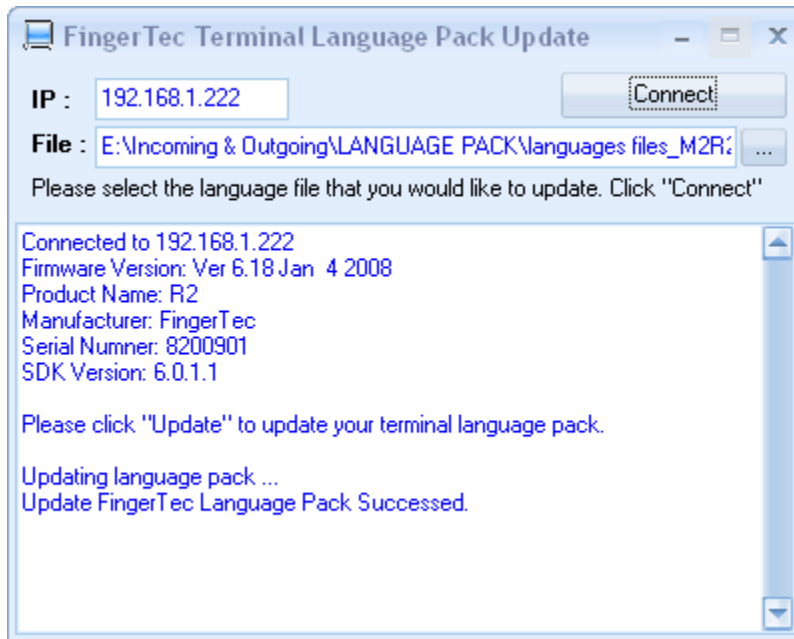 FingerTec Terminal Language Pack Update
IP : 192.168.1.222 Connect
File : E:\Incoming & Outgoing\LANGUAGE PACK\languages files_M2R2 ...
Please select the language file that you would like to update. Click "Connect"
Connected to 192.168.1.222
Firmware Version: Ver 6.18 Jan 4 2008
Product Name: R2
Manufacturer: FingerTec
Serial Numner: 8200901
SDK Version: 6.0.1.1
Please click "Update" to update your terminal language pack.
Updating language pack ...
Update FingerTec Language Pack Successed.